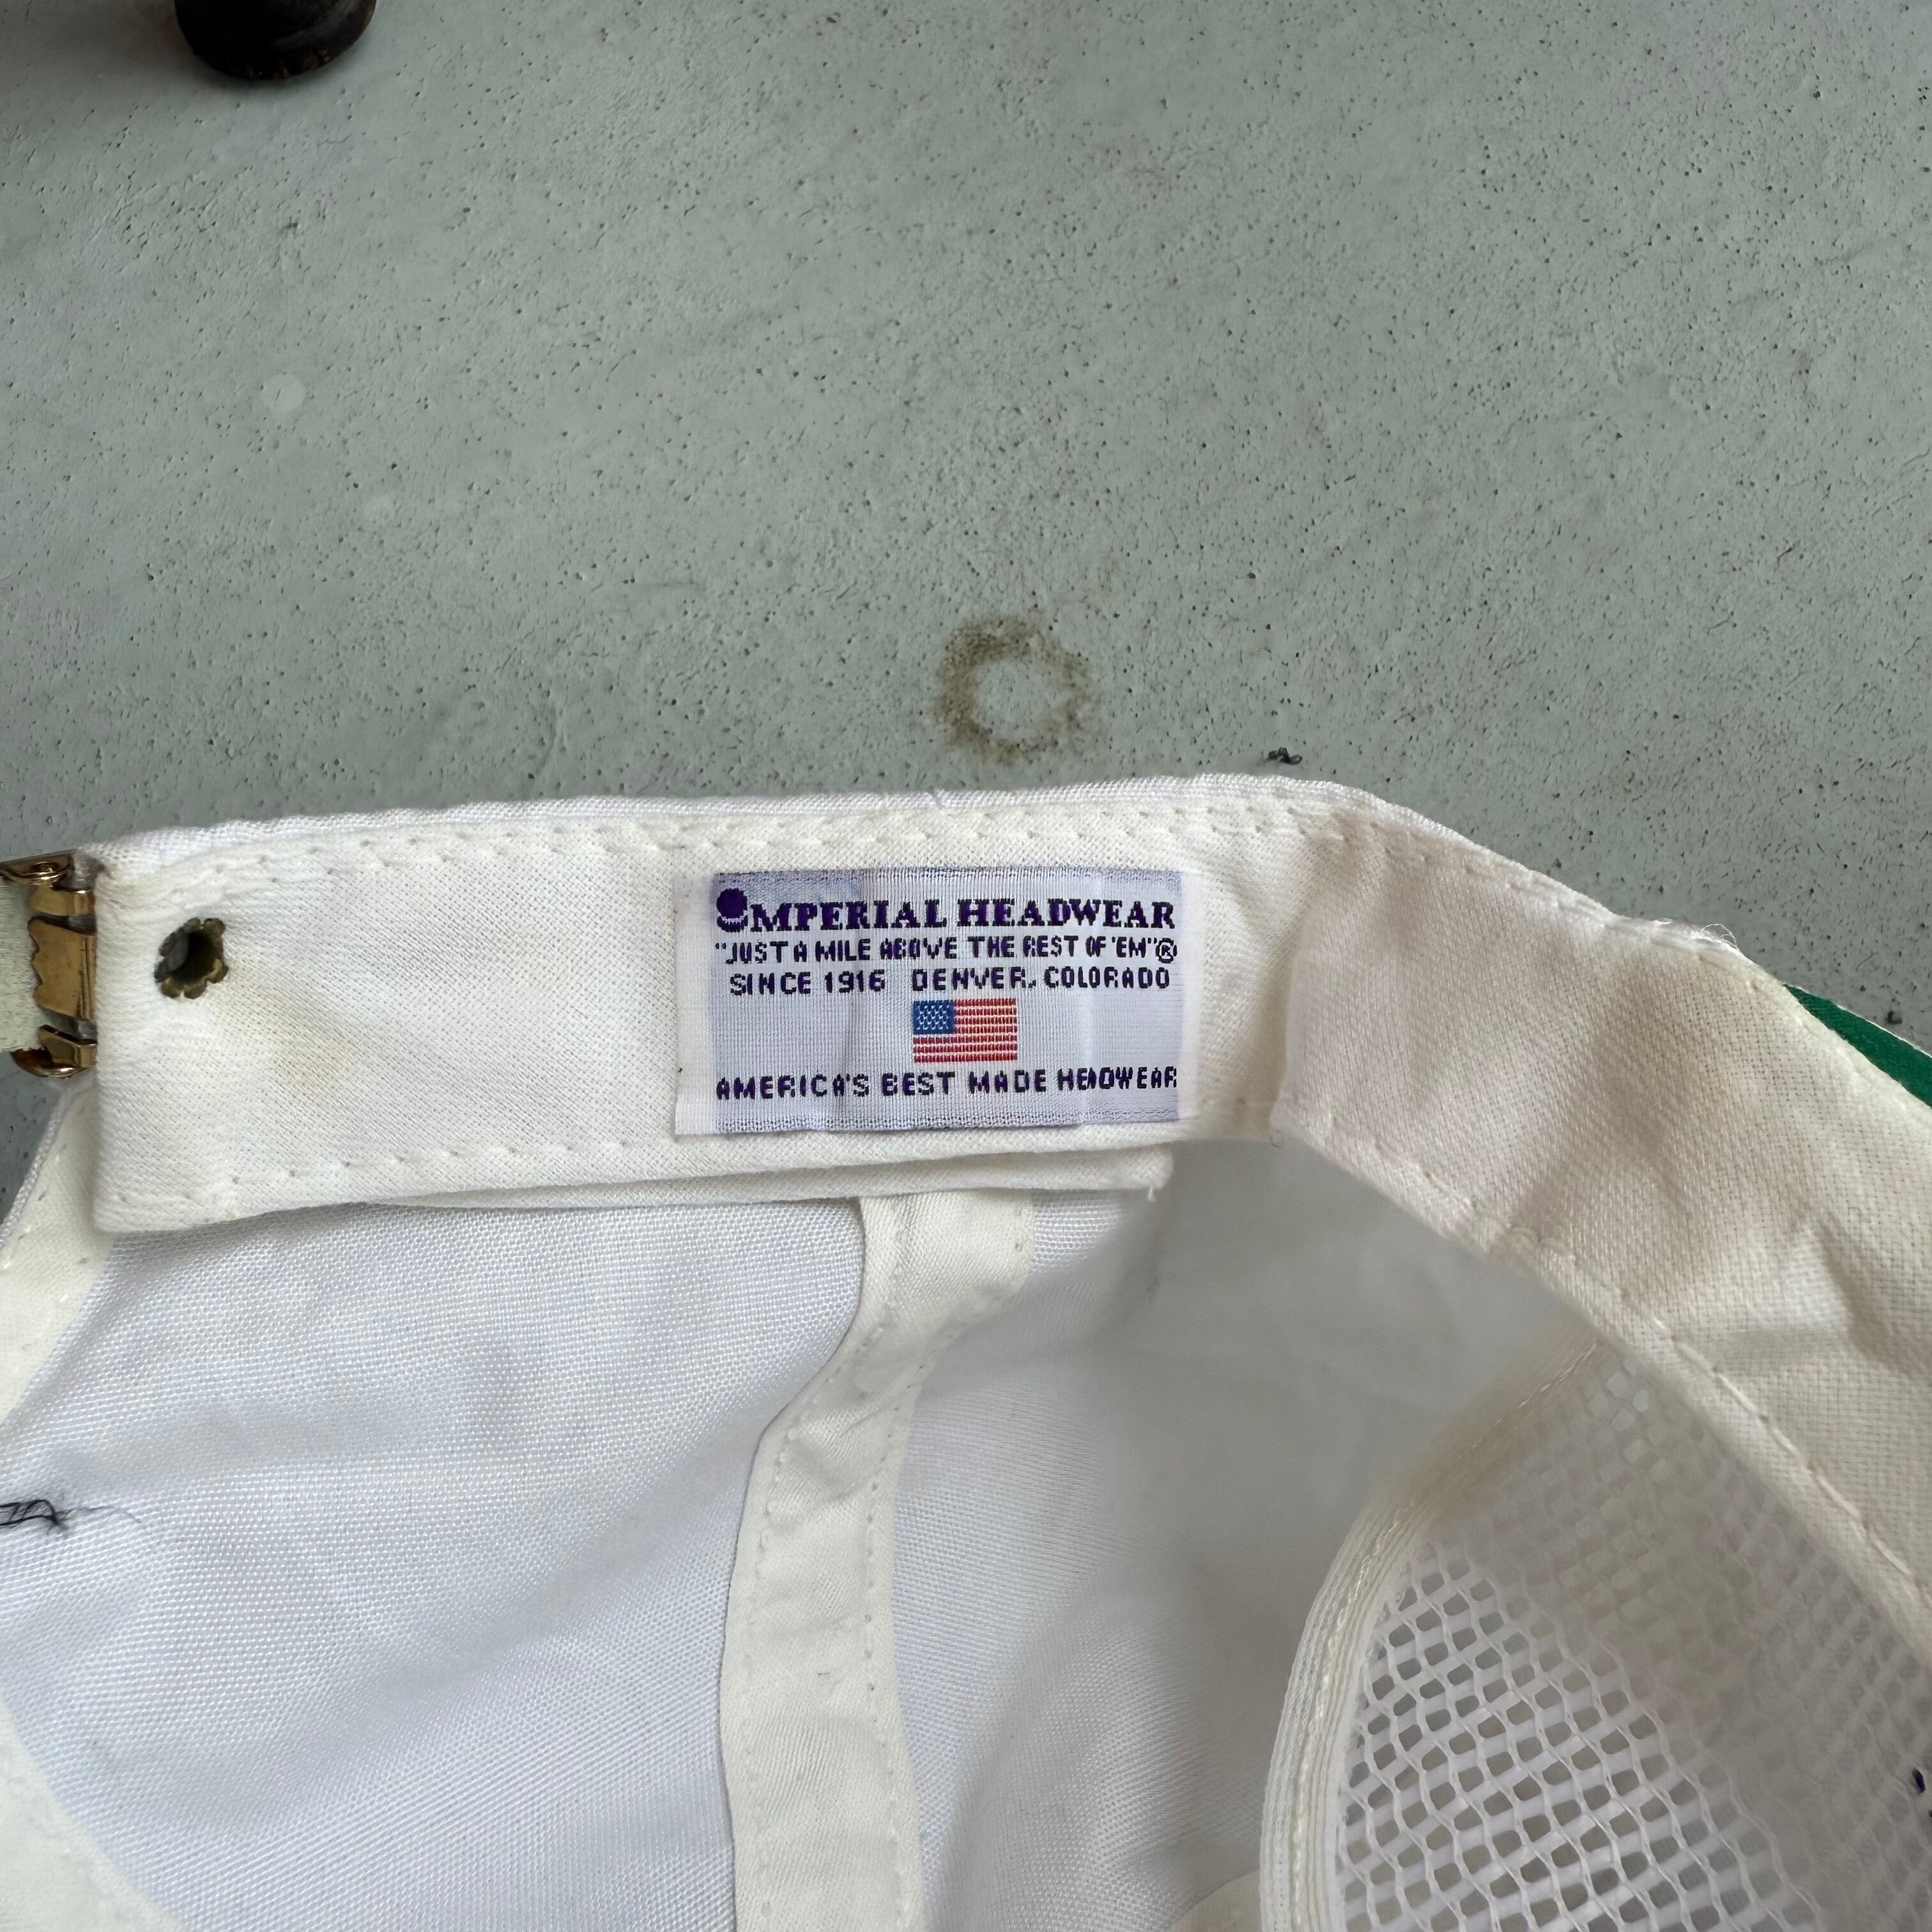 IMPERIAL HEADWEAR
"JUST A MILE ABOVE THE REST OF 'EM"®
SINCE 1916 DENVER, COLORADO
AMERICA'S BEST MADE HEADWEAR